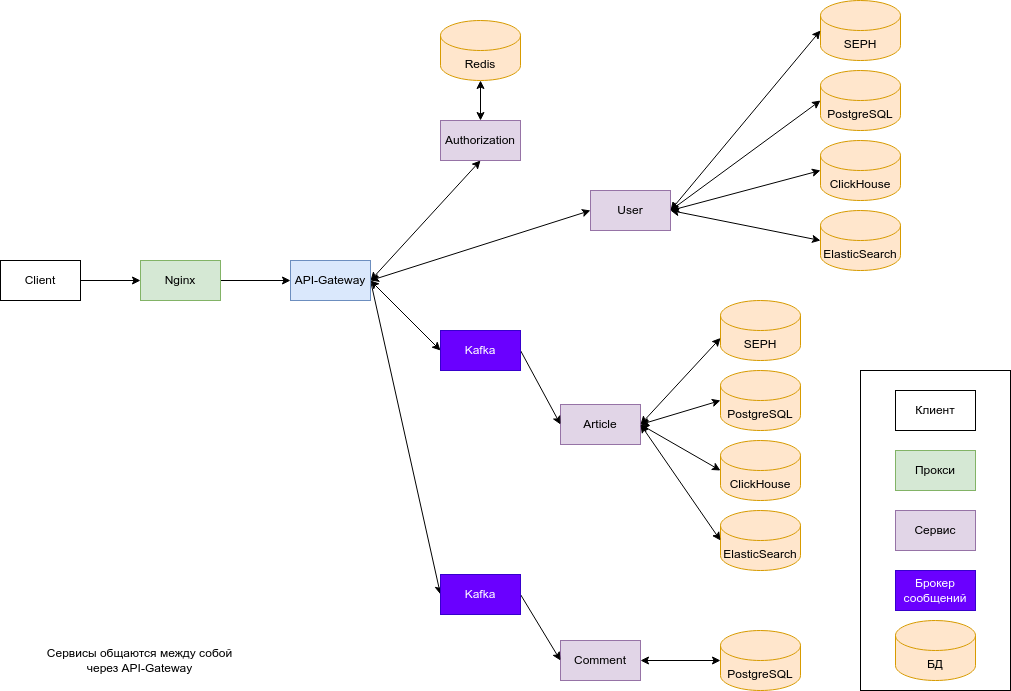 Redis
Authorization
SEPH
PostgreSQL
ClickHouse
ElasticSearch
User
Client
Nginx
API-Gateway
Kafka
Article
SEPH
PostgreSQL
ClickHouse
ElasticSearch
Kafka
Comment
PostgreSQL
Сервисы общаются между собой
через API-Gateway
Клиент
Прокси
Сервис
Брокер
сообщений
БД